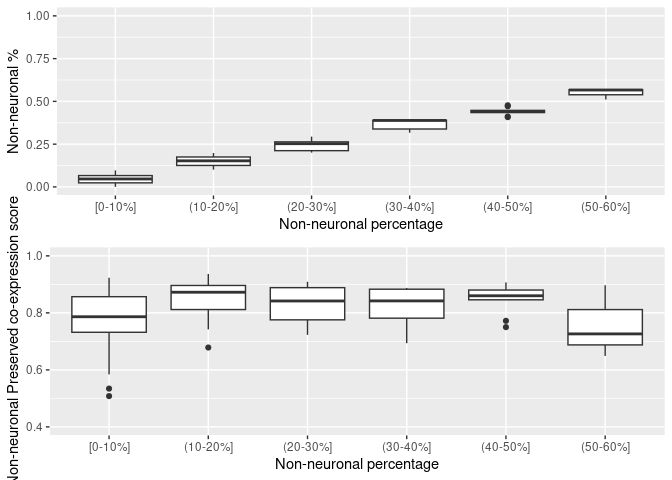 Non-neuronal %
1.00
0.75
0.50
0.25
0.00
[0-10%] (10-20%] (20-30%] (30-40%] (40-50%] (50-60%]
Non-neuronal percentage
Non-neuronal Preserved co-expression score
1.0
0.8
0.6
0.4
[0-10%] (10-20%] (20-30%] (30-40%] (40-50%] (50-60%]
Non-neuronal percentage